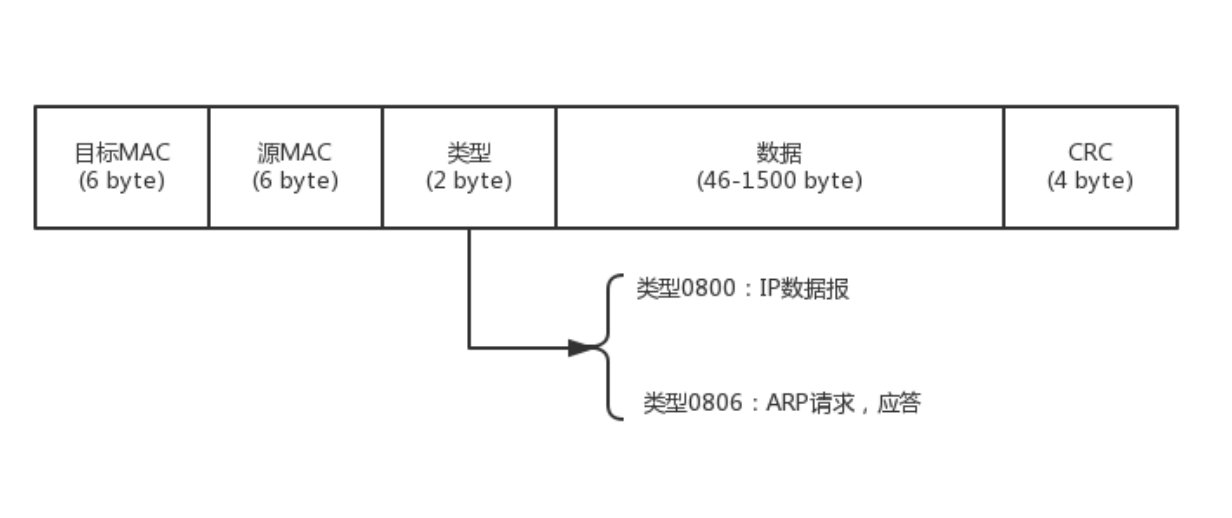 目标MAC
(6 byte)
源MAC
(6 byte)
类型
(2 byte)
数据
(46-1500 byte)
CRC
(4 byte)
类型0800：IP数据报
类型0806：ARP请求，应答